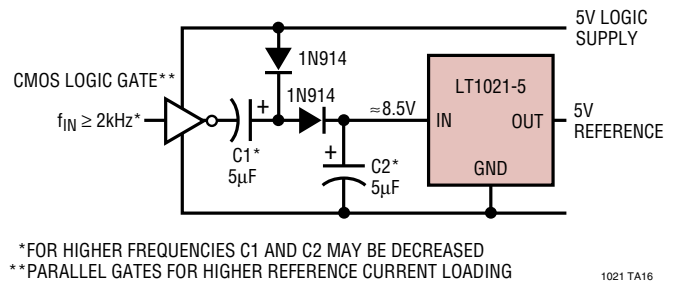 5V LOGIC
SUPPLY
1N914
CMOS LOGIC GATE**
1N914
LT1021-5
fIN ≥ 2kHz*
+
≈8.5V
IN
OUT
5V
REFERENCE
C1*
5µF
+
C2*
5µF
GND
*FOR HIGHER FREQUENCIES C1 AND C2 MAY BE DECREASED
**PARALLEL GATES FOR HIGHER REFERENCE CURRENT LOADING
1021 TA16